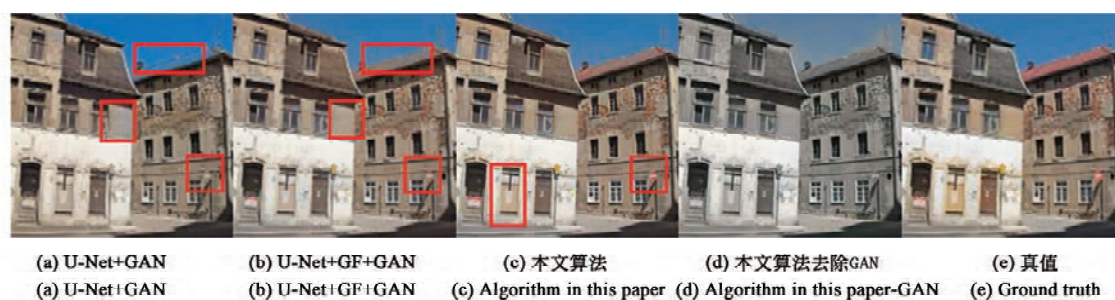 (a) U-Net+GAN (b) U-Net+GF+GAN (c) 本文算法 (d) 本文算法去除GAN (e) 真值
(a) U-Net+GAN (b) U-Net+GF+GAN (c) Algorithm in this paper (d) Algorithm in this paper-GAN (e) Ground truth